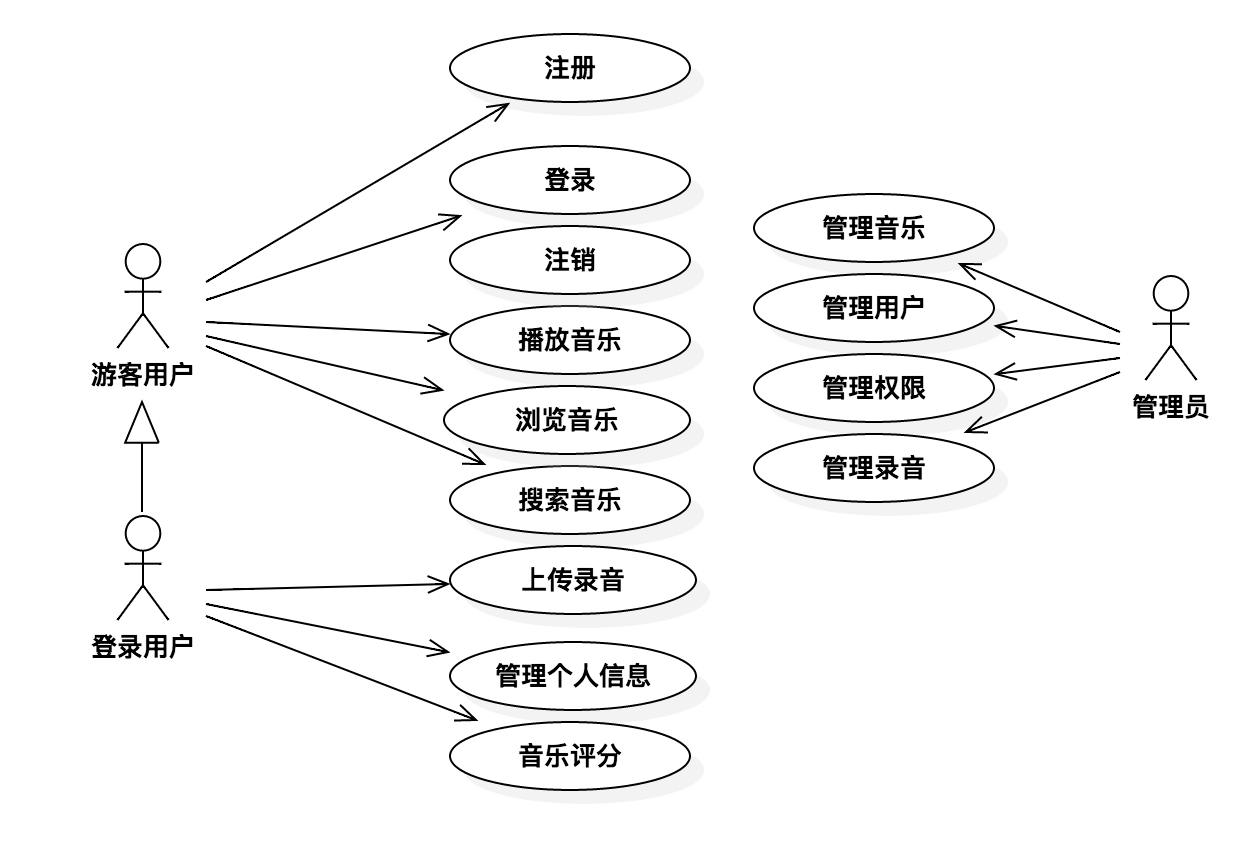 注册
登录
注销
播放音乐
浏览音乐
搜索音乐
上传录音
管理个人信息
音乐评分
游客用户
登录用户
管理音乐
管理用户
管理权限
管理录音
管理员